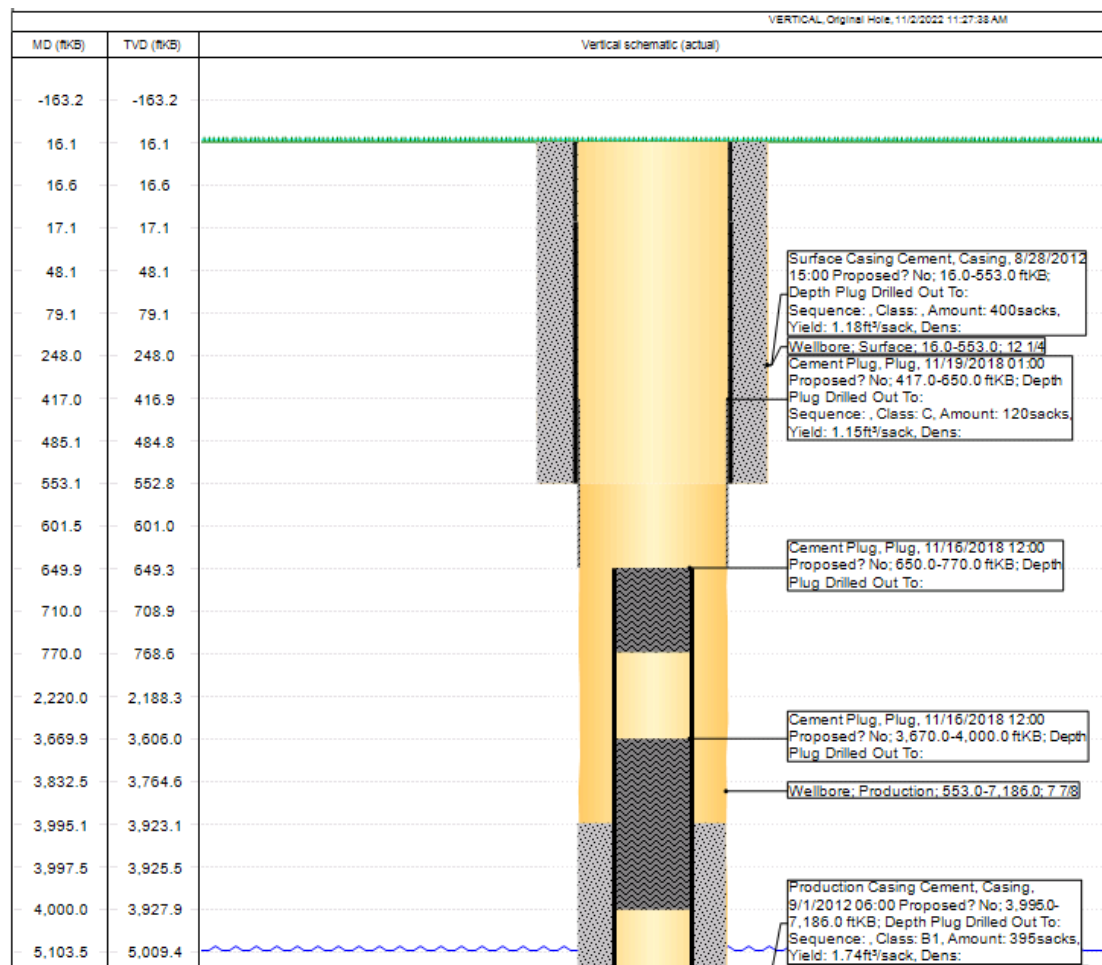 VERTICAL, Original Hole, 11/2/2022 11:27:38 AM
MD (ftKB) TVD (ftKB) Vertical schematic (actual)
-163.2 -163.2
16.1 16.1
16.6 16.6
17.1 17.1
48.1 48.1
79.1 79.1
248.0 248.0
417.0 416.9
485.1 484.8
553.1 552.8
601.5 601.0
649.9 649.3
710.0 708.9
770.0 768.6
2,220.0 2,188.3
3,669.9 3,606.0
3,832.5 3,764.6
3,995.1 3,923.1
3,997.5 3,925.5
4,000.0 3,927.9
5,103.5 5,009.4
Surface Casing Cement, Casing, 8/28/2012
15:00 Proposed? No; 16.0-553.0 ftKB;
Depth Plug Drilled Out To:
Sequence: , Class: , Amount: 400sacks,
Yield: 1.18ft³/sack, Dens:
Wellbore; Surface; 16.0-553.0; 12 1/4
Cement Plug, Plug, 11/19/2018 01:00
Proposed? No; 417.0-650.0 ftKB; Depth
Plug Drilled Out To:
Sequence: , Class: C, Amount: 120sacks,
Yield: 1.15ft³/sack, Dens:
Cement Plug, Plug, 11/16/2018 12:00
Proposed? No; 650.0-770.0 ftKB; Depth
Plug Drilled Out To:
Cement Plug, Plug, 11/16/2018 12:00
Proposed? No; 3,670.0-4,000.0 ftKB; Depth
Plug Drilled Out To:
Wellbore; Production; 553.0-7,186.0; 7 7/8
Production Casing Cement, Casing,
9/1/2012 06:00 Proposed? No; 3,995.0-
7,186.0 ftKB; Depth Plug Drilled Out To:
Sequence: , Class: B1, Amount: 395sacks,
Yield: 1.74ft³/sack, Dens: